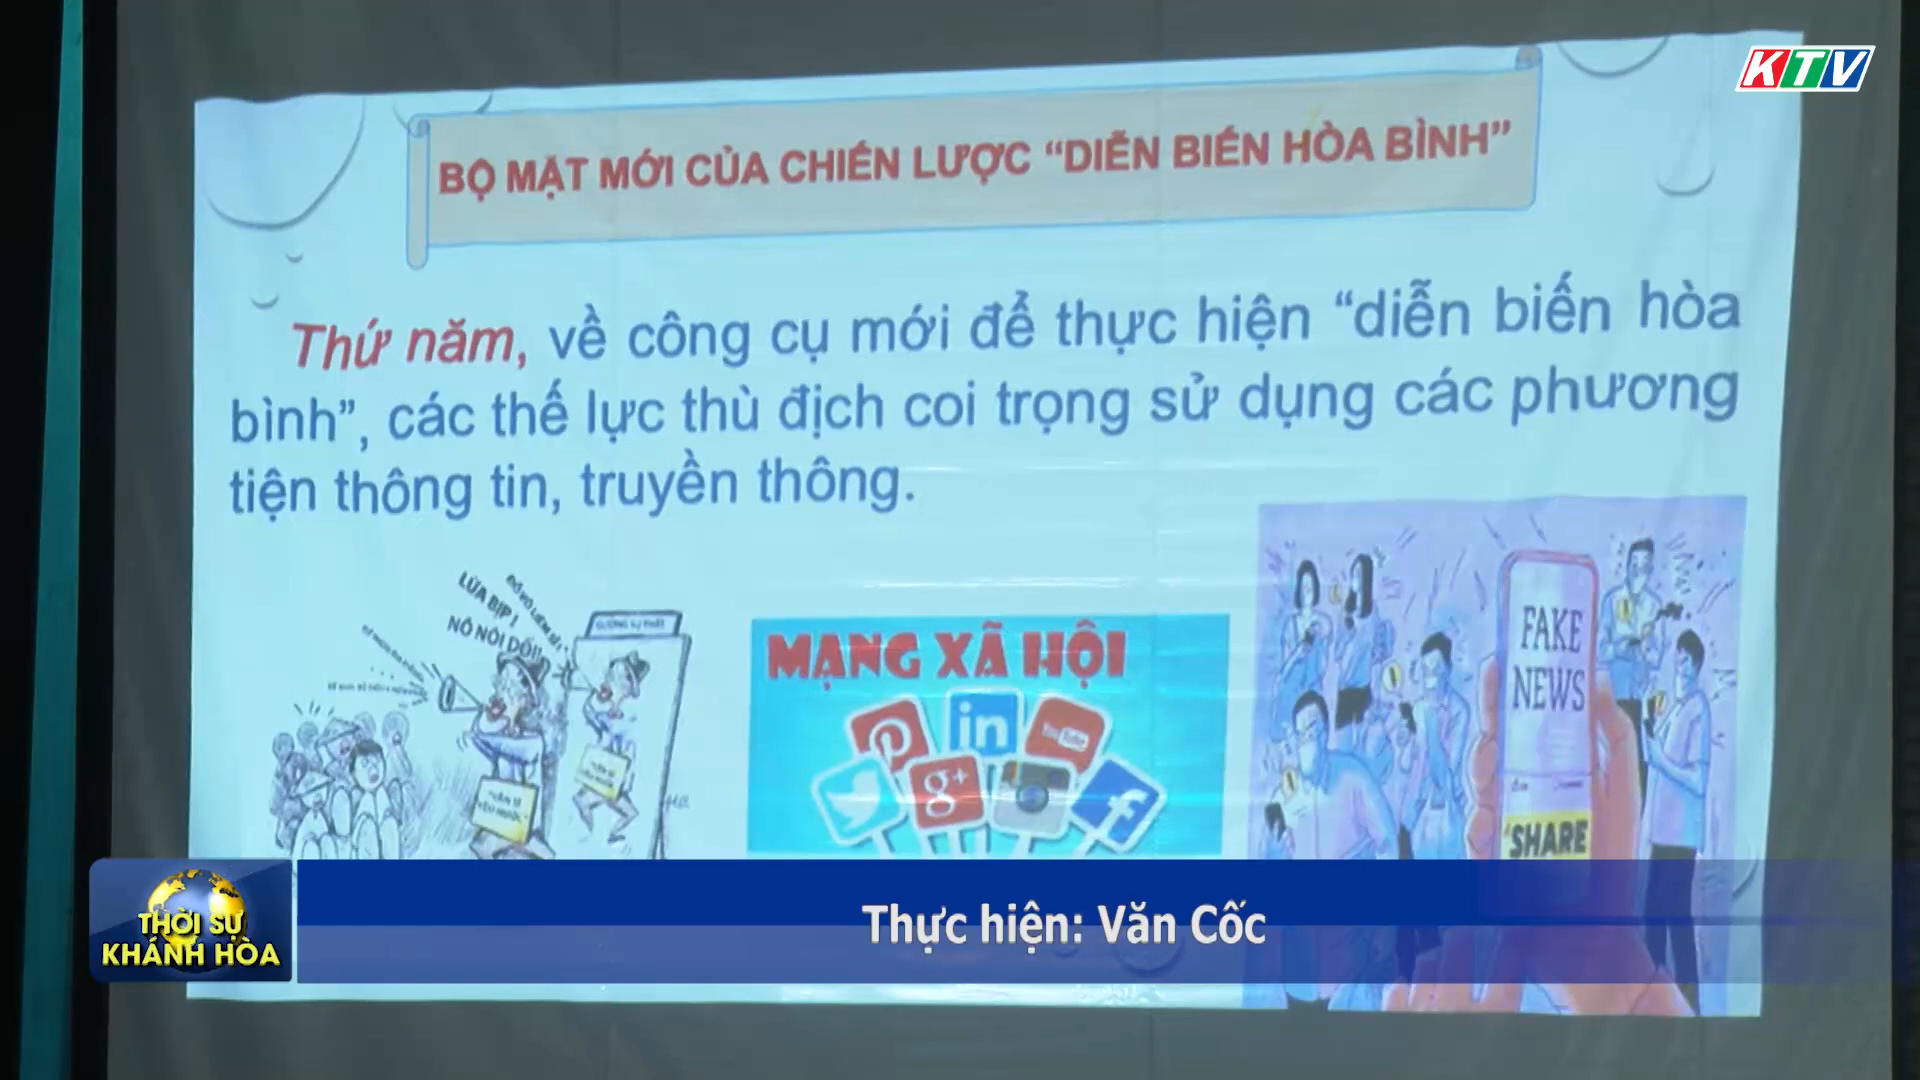 KTV
BỘ MẶT MỚI CỦA CHIẾN LƯỢC “DIỄN BIẾN HÒA BÌNH”
Thứ năm, về công cụ mới để thực hiện “diễn biến hòa
bình”, các thế lực thù địch coi trọng sử dụng các phương
tiện thông tin, truyền thông.
LỪA BỊP !
NÓ NÓI DỐI!
MẠNG XÃ HỘI
in
YouTube
g+
f
FAKE
NEWS
SHARE
THỜI SỰ
KHÁNH HÒA
Thực hiện: Văn Cốc